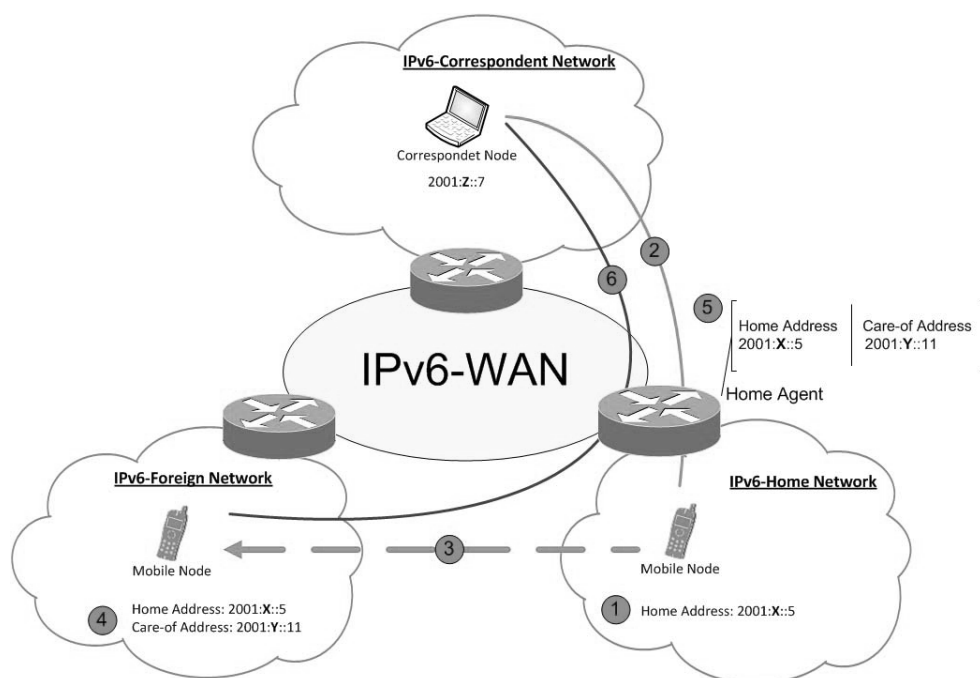 IPv6-Correspondent Network
Correspondet Node
2001:Z::7
2
6
5
Home Address
2001:X::5
Care-of Address
2001:Y::11
IPv6-WAN
Home Agent
IPv6-Foreign Network
IPv6-Home Network
3
Mobile Node
Mobile Node
4
Home Address: 2001:X::5
Care-of Address: 2001:Y::11
1
Home Address: 2001:X::5